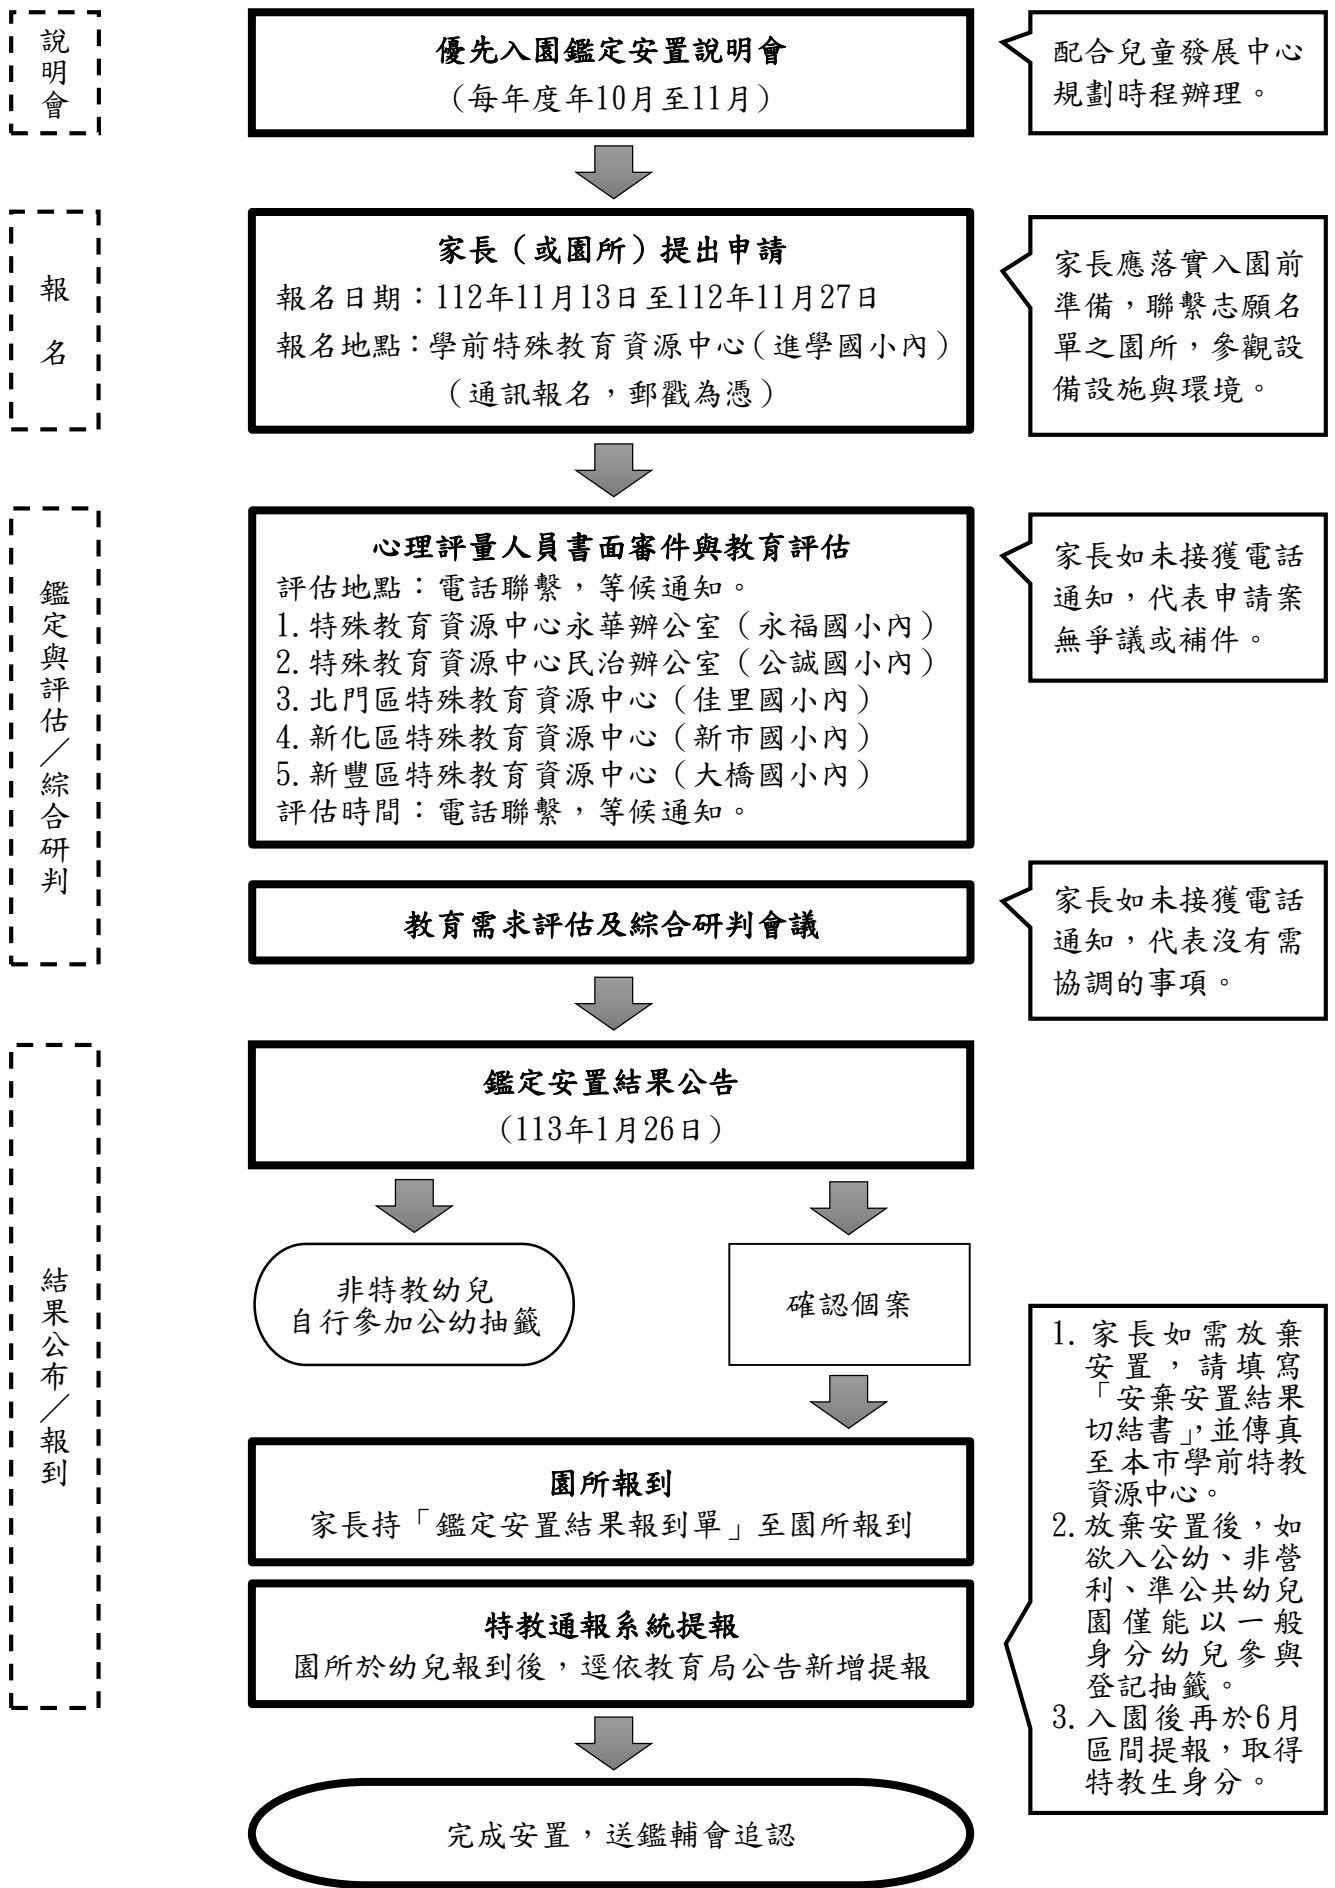 說明會
優先入園鑑定安置說明會
（每年度年10月至11月）
配合兒童發展中心
規劃時程辦理。
報名
家長（或園所）提出申請
報名日期：112年11月13日至112年11月27日
報名地點：學前特殊教育資源中心（進學國小內）
（通訊報名，郵戳為憑）
家長應落實入園前
準備，聯繫志願名
單之園所，參觀設
備設施與環境。
鑑定與評估／綜合研判
心理評量人員書面審件與教育評估
評估地點：電話聯繫，等候通知。
1.特殊教育資源中心永華辦公室（永福國小內）
2.特殊教育資源中心民治辦公室（公誠國小內）
3.北門區特殊教育資源中心（佳里國小內）
4.新化區特殊教育資源中心（新市國小內）
5.新豐區特殊教育資源中心（大橋國小內）
評估時間：電話聯繫，等候通知。
家長如未接獲電話
通知，代表申請案
無爭議或補件。
教育需求評估及綜合研判會議
家長如未接獲電話
通知，代表沒有需
協調的事項。
結果公布／報到
鑑定安置結果公告
（113年1月26日）
非特教幼兒
自行參加公幼抽籤
確認個案
園所報到
家長持「鑑定安置結果報到單」至園所報到
特教通報系統提報
園所於幼兒報到後，逕依教育局公告新增提報
1.家長如需放棄
安置，請填寫
「安棄安置結果
切結書」，並傳真
至本市學前特教
資源中心。
2.放棄安置後，如
欲入公幼、非營
利、準公共幼兒
園僅能以一般
身分幼兒參與
登記抽籤。
3.入園後再於6月
區間提報，取得
特教生身分。
完成安置，送鑑輔會追認